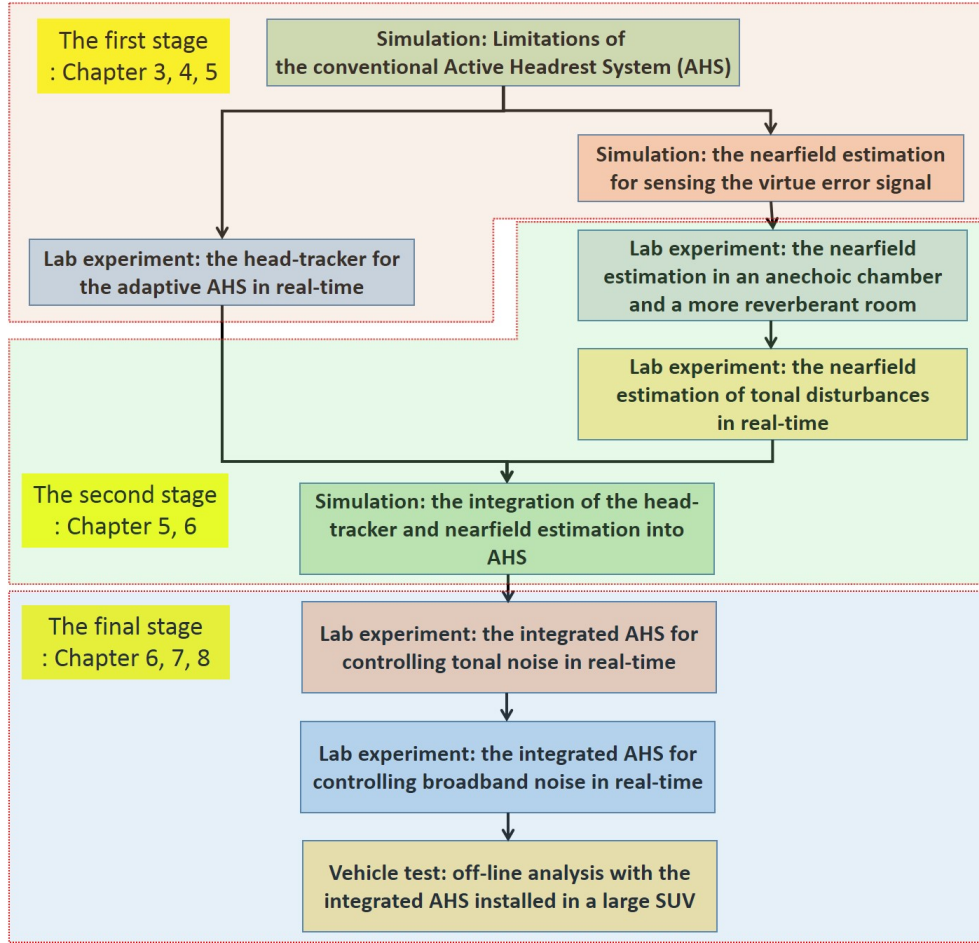 The first stage
: Chapter 3, 4, 5
Simulation: Limitations of
the conventional Active Headrest System (AHS)
Simulation: the nearfield estimation
for sensing the virtue error signal
Lab experiment: the head-tracker for
the adaptive AHS in real-time
Lab experiment: the nearfield
estimation in an anechoic chamber
and a more reverberant room
Lab experiment: the nearfield
estimation of tonal disturbances
in real-time
The second stage
: Chapter 5, 6
Simulation: the integration of the head-
tracker and nearfield estimation into
AHS
The final stage
: Chapter 6, 7, 8
Lab experiment: the integrated AHS for
controlling tonal noise in real-time
Lab experiment: the integrated AHS for
controlling broadband noise in real-time
Vehicle test: off-line analysis with the
integrated AHS installed in a large SUV